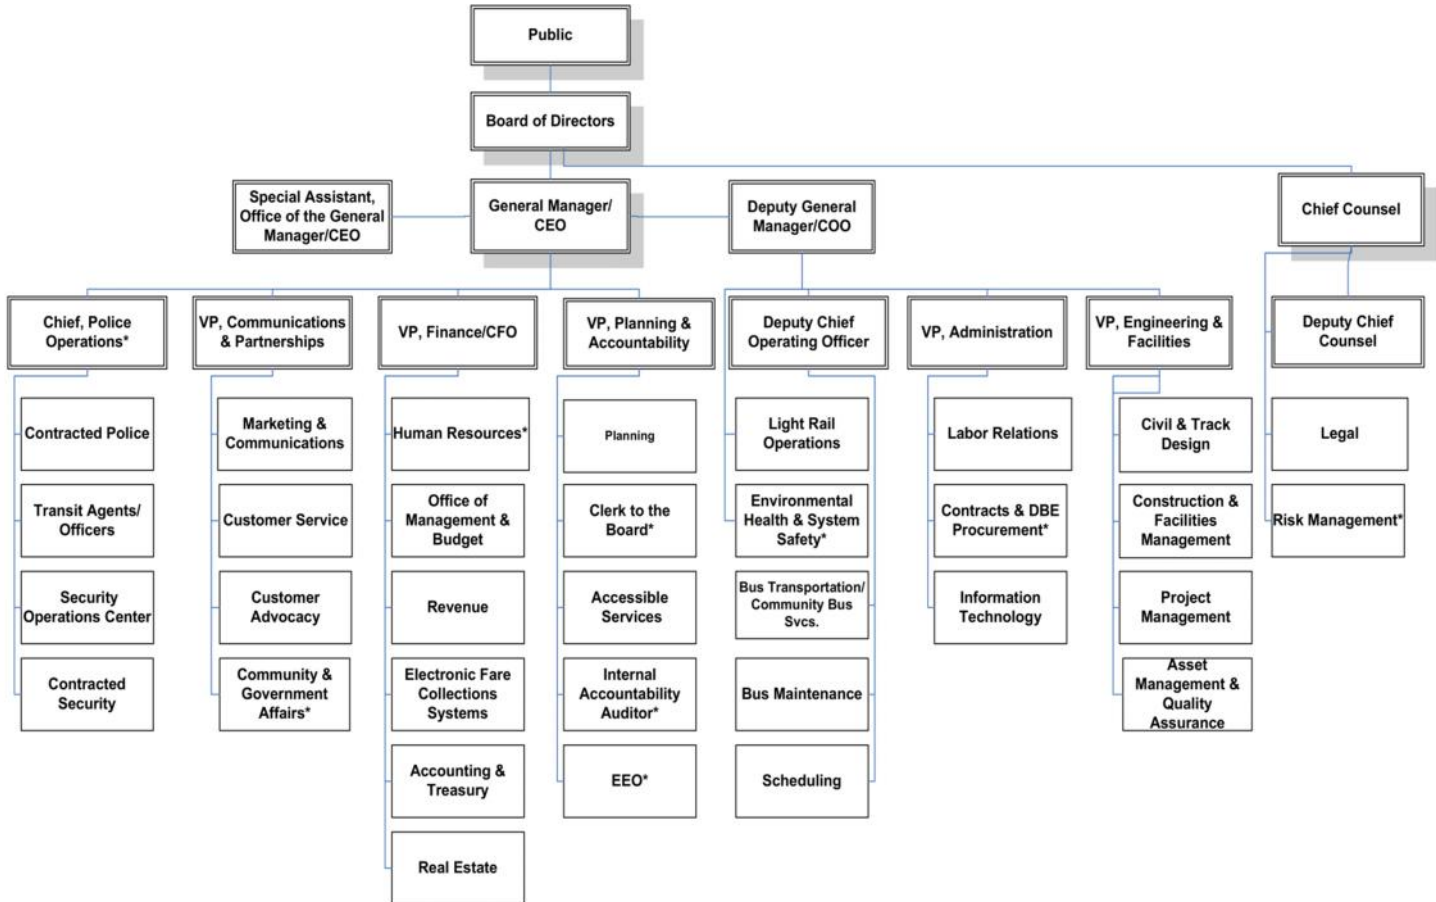 Public
Board of Directors
Special Assistant,
Office of the General
Manager/CEO
General Manager/
CEO
Deputy General
Manager/COO
Chief Counsel
Chief, Police
Operations*
VP, Communications
& Partnerships
VP, Finance/CFO
VP, Planning &
Accountability
Deputy Chief
Operating Officer
VP, Administration
VP, Engineering &
Facilities
Deputy Chief
Counsel
Contracted Police
Transit Agents/
Officers
Security
Operations Center
Contracted
Security
Marketing &
Communications
Customer Service
Customer
Advocacy
Community &
Government
Affairs*
Human Resources*
Office of
Management &
Budget
Revenue
Electronic Fare
Collections
Systems
Accounting &
Treasury
Real Estate
Planning
Clerk to the
Board*
Accessible
Services
Internal
Accountability
Auditor*
EEO*
Light Rail
Operations
Environmental
Health & System
Safety*
Bus Transportation/
Community Bus
Svcs.
Bus Maintenance
Scheduling
Labor Relations
Contracts & DBE
Procurement*
Information
Technology
Civil & Track
Design
Construction &
Facilities
Management
Project
Management
Asset
Management &
Quality
Assurance
Legal
Risk Management*